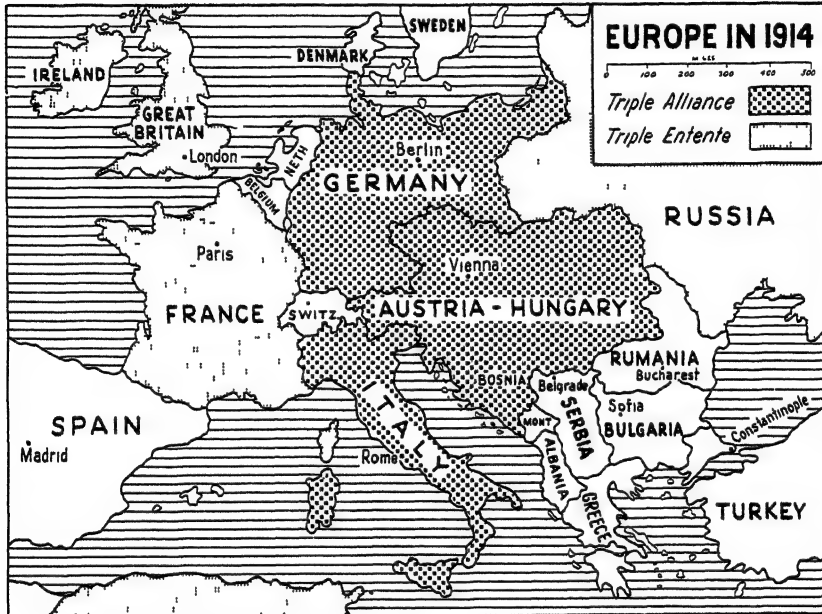 EUROPE IN 1914
0 100 200 300 400 500
Triple Alliance
Triple Entente
SWEDEN
DENMARK
IRELAND
GREAT
BRITAIN
London
NETH
BELGIUM
Berlin
GERMANY
RUSSIA
Paris
FRANCE
SWITZ
Vienna
AUSTRIA-HUNGARY
RUMANIA
Bucharest
BOSNIA
Belgrade
SERBIA
MONT
Sofia
BULGARIA
Constantinople
ALBANIA
GREECE
TURKEY
ITALY
Rome
SPAIN
Madrid